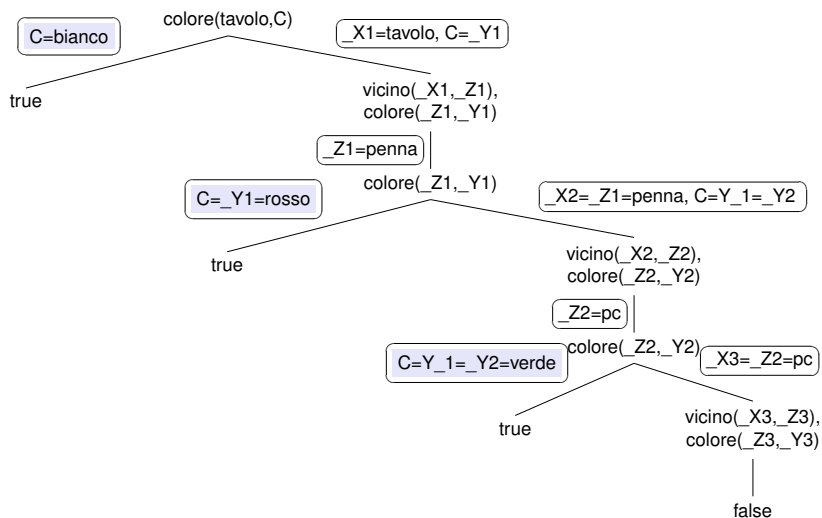 colore(tavolo,C)
C=bianco
_X1=tavolo, C=_Y1
true
vicino(_X1,_Z1),
colore(_Z1,_Y1)
_Z1=penna
colore(_Z1,_Y1)
C=_Y1=rosso
_X2=_Z1=penna, C=Y_1=_Y2
true
vicino(_X2,_Z2),
colore(_Z2,_Y2)
_Z2=pc
colore(_Z2,_Y2)
C=Y_1=_Y2=verde
_X3=_Z2=pc
true
vicino(_X3,_Z3),
colore(_Z3,_Y3)
false